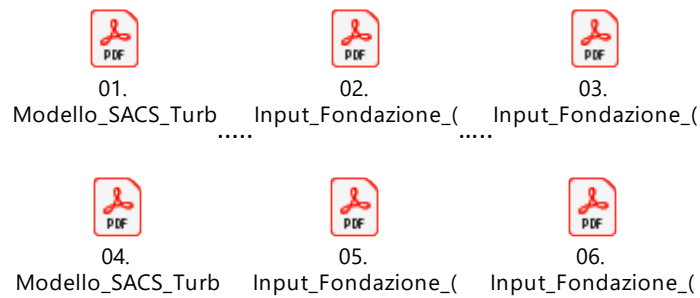 PDF PDF PDF
01. 02. 03.
Modello_SACS_Turb Input_Fondazione_( Input_Fondazione_(
..... .....
PDF PDF PDF
04. 05. 06.
Modello_SACS_Turb Input_Fondazione_( Input_Fondazione_(